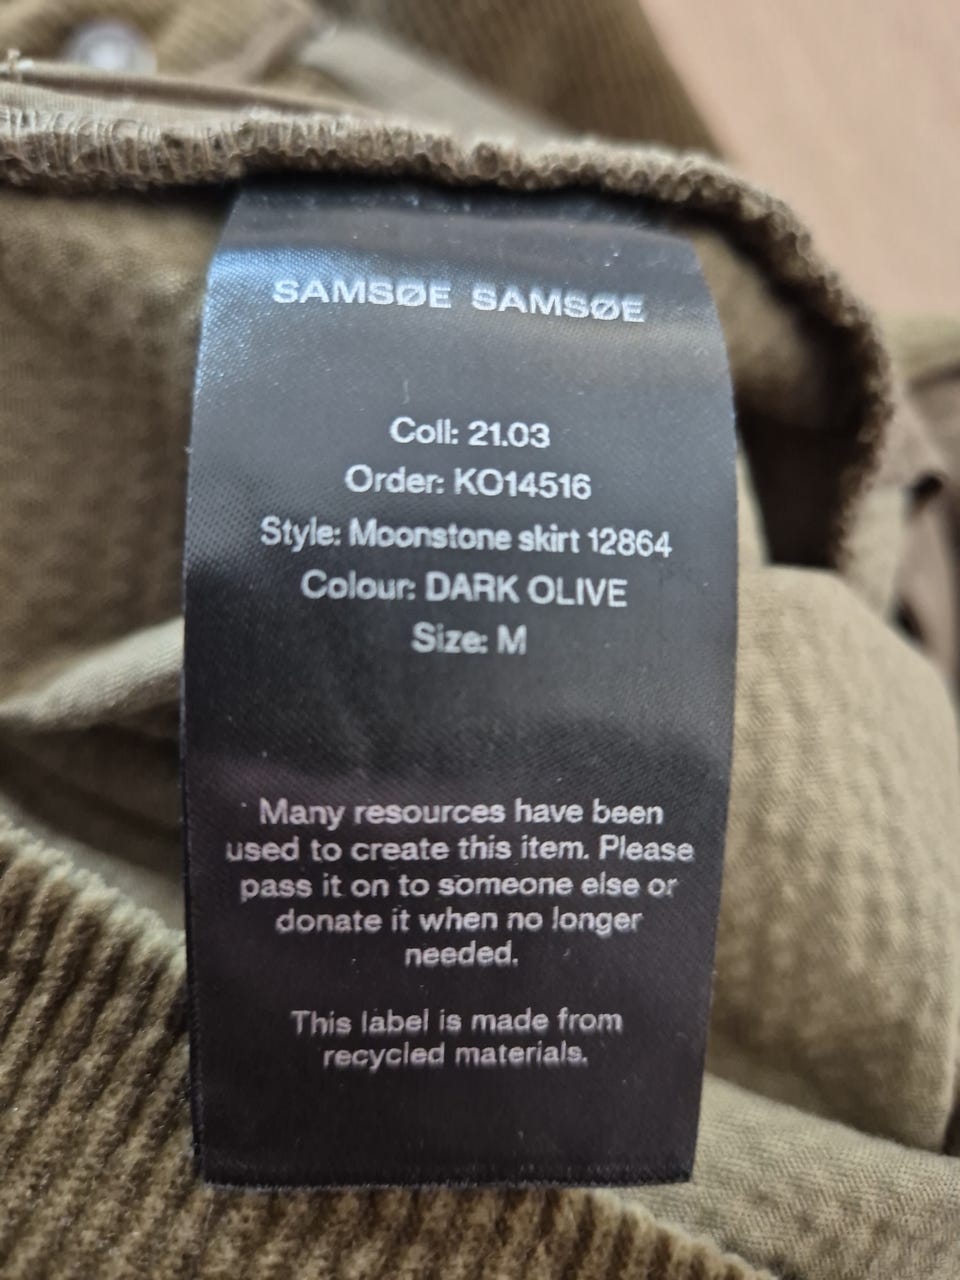 SAMSØE SAMSØE
Coll: 21.03
Order: KO14516
Style: Moonstone skirt 12864
Colour: DARK OLIVE
Size: M
Many resources have been
used to create this item. Please
pass it on to someone else or
donate it when no longer
needed.
This label is made from
recycled materials.